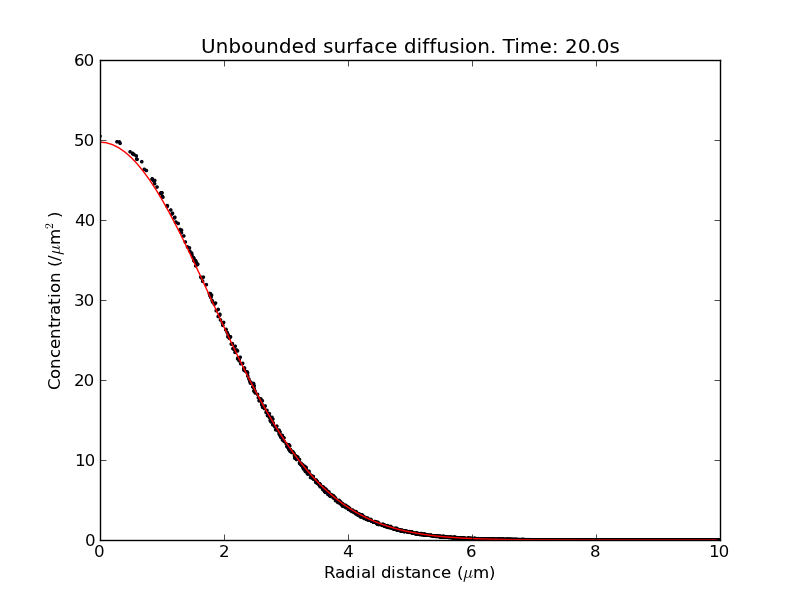 Unbounded surface diffusion. Time: 20.0s
60
50
40
30
20
10
0
Concentration (/μm² )
0 2 4 6 8 10
Radial distance (μm)